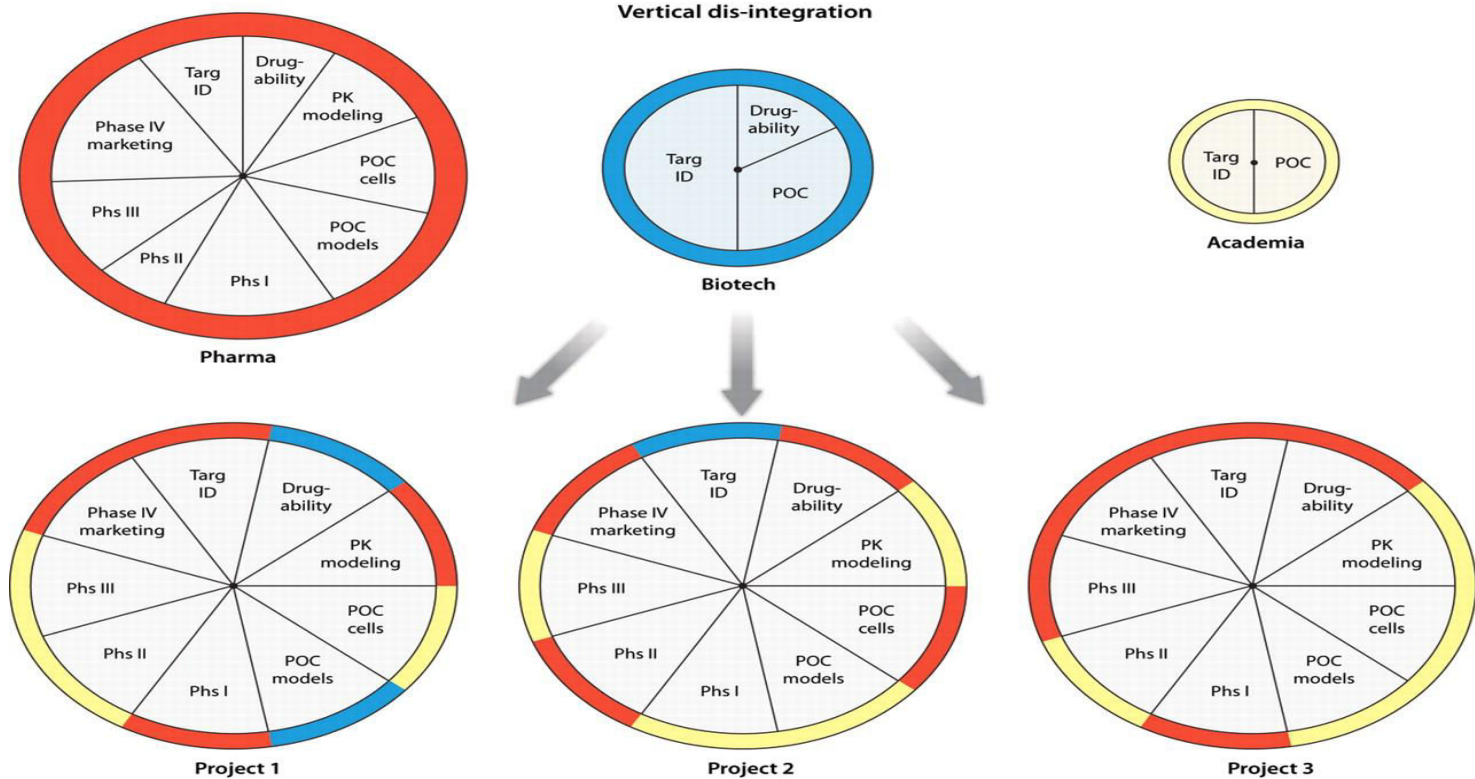 Vertical dis-integration
Targ
ID
Drug-
ability
PK
modeling
POC
cells
POC
models
Phs I
Phs II
Phs III
Phase IV
marketing
Pharma
Targ
ID
Drug-
ability
POC
Biotech
Targ
ID
POC
Academia
Targ
ID
Drug-
ability
PK
modeling
POC
cells
POC
models
Phs I
Phs II
Phs III
Phase IV
marketing
Project 1
Targ
ID
Drug-
ability
PK
modeling
POC
cells
POC
models
Phs I
Phs II
Phs III
Phase IV
marketing
Project 2
Targ
ID
Drug-
ability
PK
modeling
POC
cells
POC
models
Phs I
Phs II
Phs III
Phase IV
marketing
Project 3